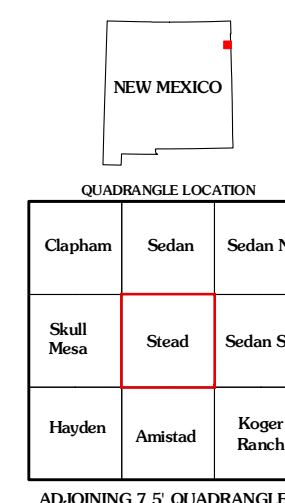 NEW MEXICO
QUADRANGLE LOCATION
Clapham Sedan Sedan N
Skull Mesa Stead Sedan S
Hayden Amistad Koger Ranch
ADJOINING 7.5' QUADRANGLE